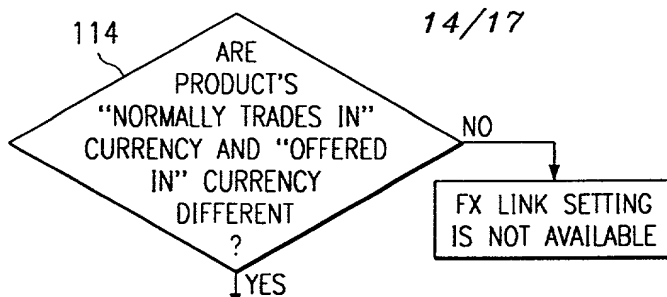 14/17
114
ARE
PRODUCT'S
“NORMALLY TRADES IN”
CURRENCY AND “OFFERED
IN” CURRENCY
DIFFERENT
?
NO
FX LINK SETTING
IS NOT AVAILABLE
YES